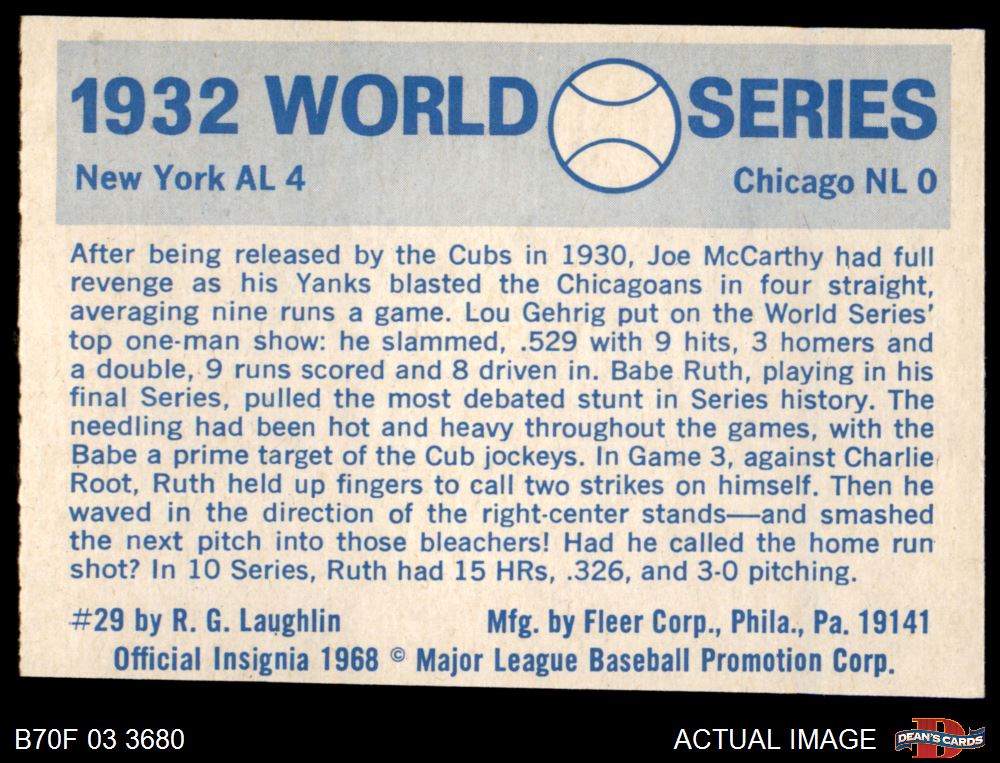 1932 WORLD SERIES
New York AL 4 Chicago NL 0
After being released by the Cubs in 1930, Joe McCarthy had full
revenge as his Yanks blasted the Chicagoans in four straight,
averaging nine runs a game. Lou Gehrig put on the World Series'
top one-man show: he slammed, .529 with 9 hits, 3 homers and
a double, 9 runs scored and 8 driven in. Babe Ruth, playing in his
final Series, pulled the most debated stunt in Series history. The
needling had been hot and heavy throughout the games, with the
Babe a prime target of the Cub jockeys. In Game 3, against Charlie
Root, Ruth held up fingers to call two strikes on himself. Then he
waved in the direction of the right-center stands—and smashed
the next pitch into those bleachers! Had he called the home run
shot? In 10 Series, Ruth had 15 HRs, .326, and 3-0 pitching.
#29 by R. G. Laughlin Mfg. by Fleer Corp., Phila., Pa. 19141
Official Insignia 1968 © Major League Baseball Promotion Corp.
B70F 03 3680 ACTUAL IMAGE DEAN'S CARDS